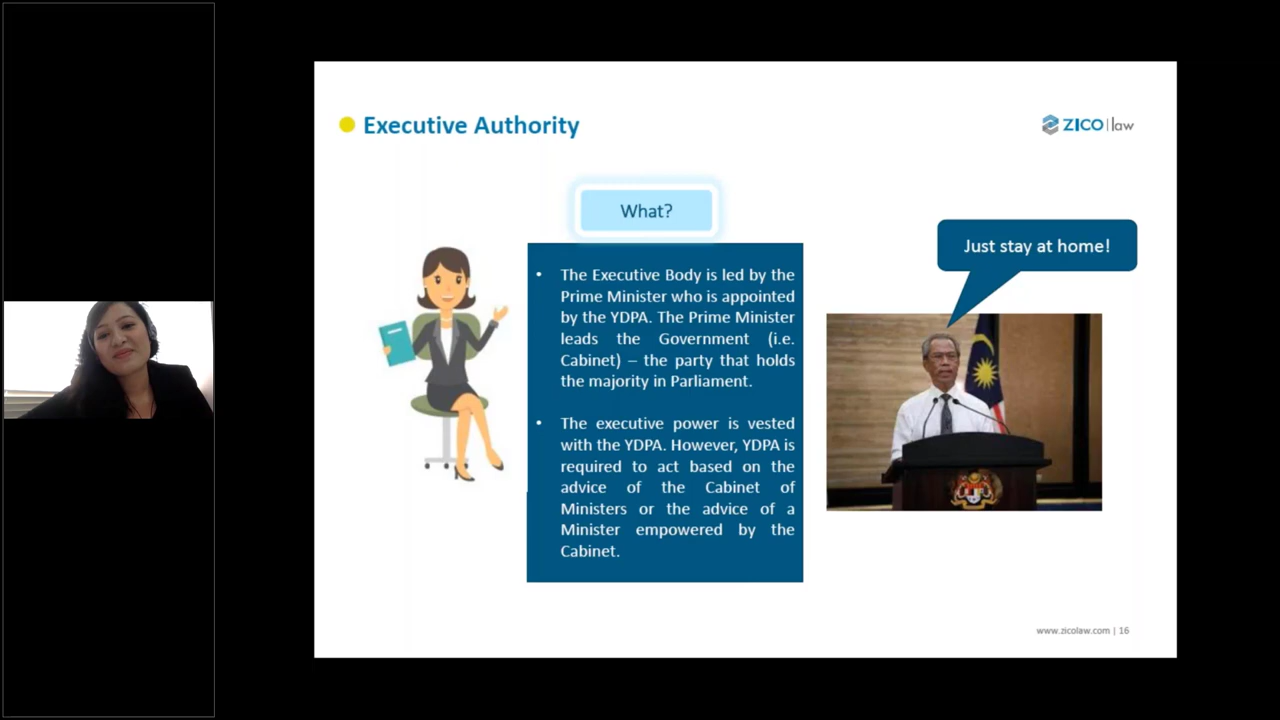 Executive Authority
ZICO law
What?
Just stay at home!
• The Executive Body is led by the
Prime Minister who is appointed
by the YDPA. The Prime Minister
leads the Government (i.e.
Cabinet) – the party that holds
the majority in Parliament.
• The executive power is vested
with the YDPA. However, YDPA is
required to act based on the
advice of the Cabinet of
Ministers or the advice of a
Minister empowered by the
Cabinet.
www.zicolaw.com | 16